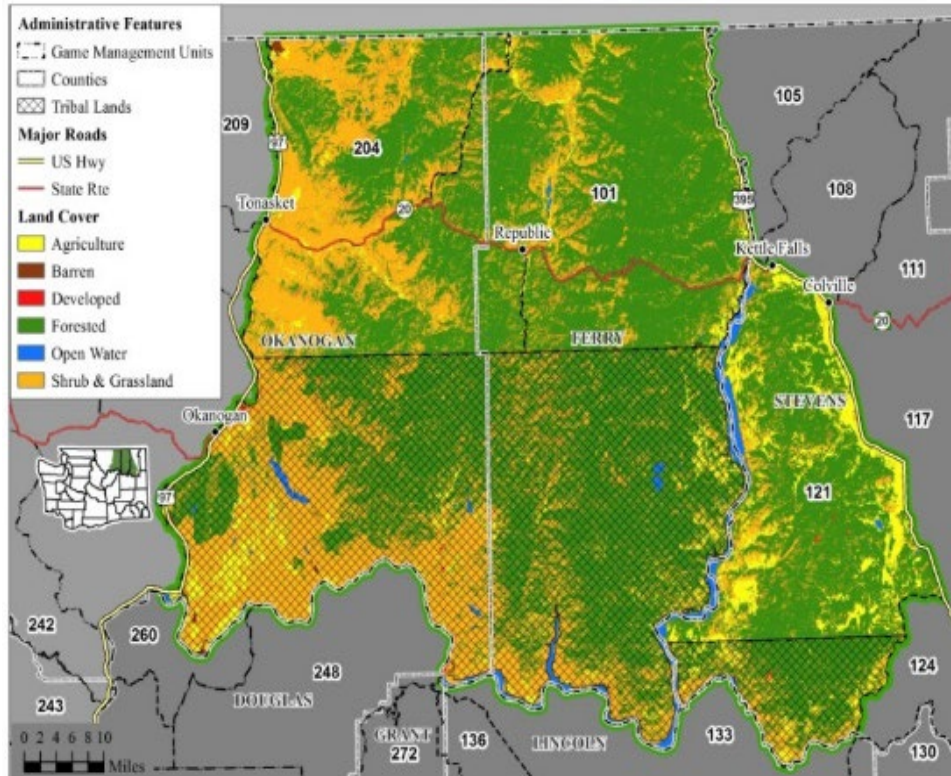 Administrative Features
Game Management Units
Counties
Tribal Lands
Major Roads
US Hwy
State Rte
Land Cover
Agriculture
Barren
Developed
Forested
Open Water
Shrub & Grassland
209
97
204
105
101
108
395
Tonasket
20
Republic
Kettle Falls
111
Colville
20
OKANOGAN
FERRY
STEVENS
Okanogan
117
97
121
242
260
248
124
243
DOUGLAS
GRANT
272
136
LINCOLN
133
130
0 2 4 6 8 10
Miles